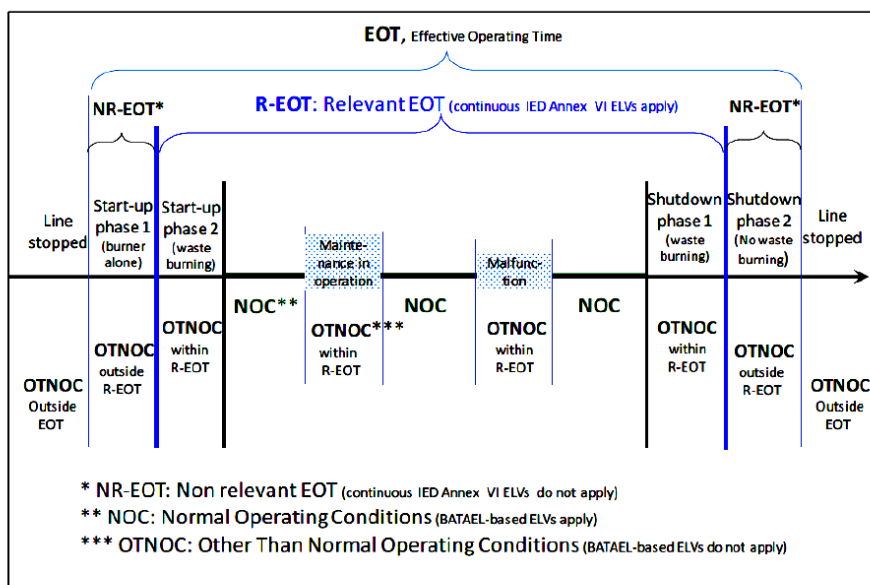 EOT, Effective Operating Time
NR-EOT*
R-EOT: Relevant EOT (continuous IED Annex VI ELVs apply)
NR-EOT*
Line
stopped
Start-up
phase 1
(burner
alone)
Start-up
phase 2
(waste
burning)
Mainte-
nance in
operation
Malfunc-
tion
Shutdown
phase 1
(waste
burning)
Shutdown
phase 2
(No waste
burning)
Line
stopped
NOC**
NOC
NOC
OTNOC
Outside
EOT
OTNOC
outside
R-EOT
OTNOC
within
R-EOT
OTNOC***
within
R-EOT
OTNOC
within
R-EOT
OTNOC
within
R-EOT
OTNOC
outside
R-EOT
OTNOC
Outside
EOT
* NR-EOT: Non relevant EOT (continuous IED Annex VI ELVs do not apply)
** NOC: Normal Operating Conditions (BATAEL-based ELVs apply)
*** OTNOC: Other Than Normal Operating Conditions (BATAEL-based ELVs do not apply)